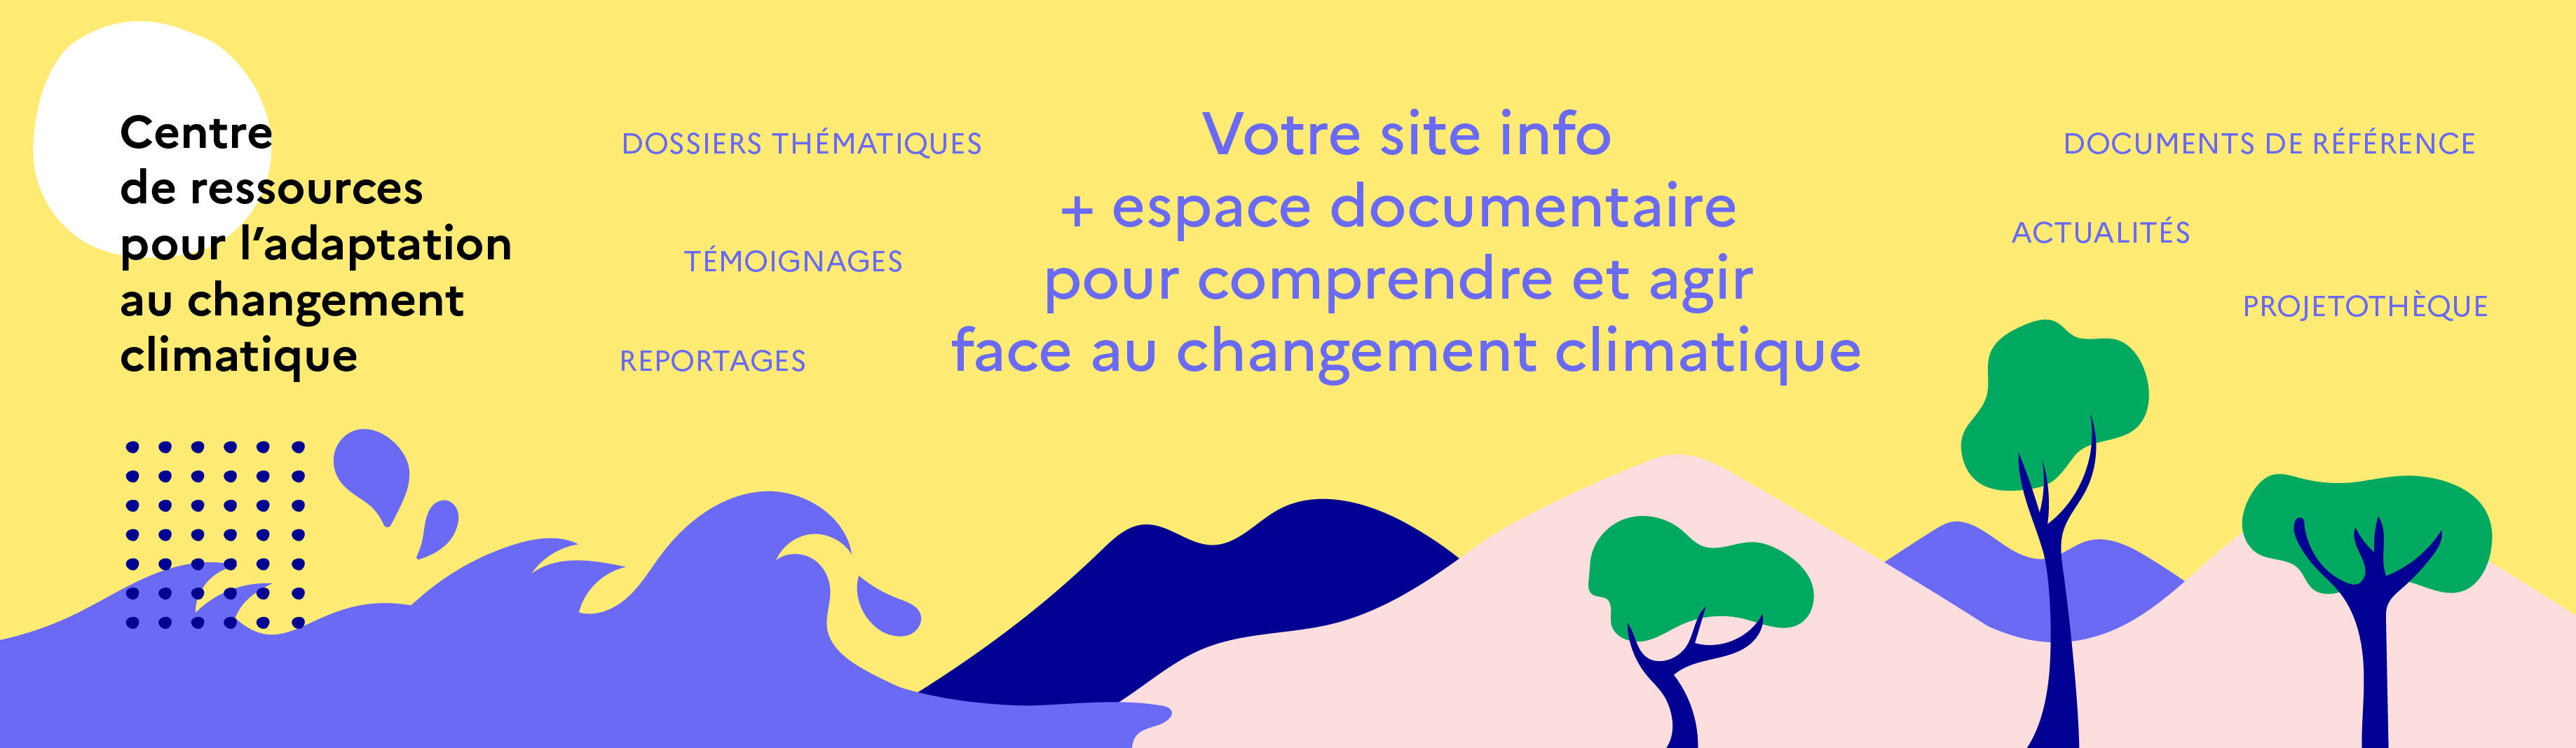 Centre
de ressources
pour l’adaptation
au changement
climatique
DOSSIERS THÉMATIQUES
TÉMOIGNAGES
REPORTAGES
Votre site info
+ espace documentaire
pour comprendre et agir
face au changement climatique
DOCUMENTS DE RÉFÉRENCE
ACTUALITÉS
PROJETOTHÈQUE